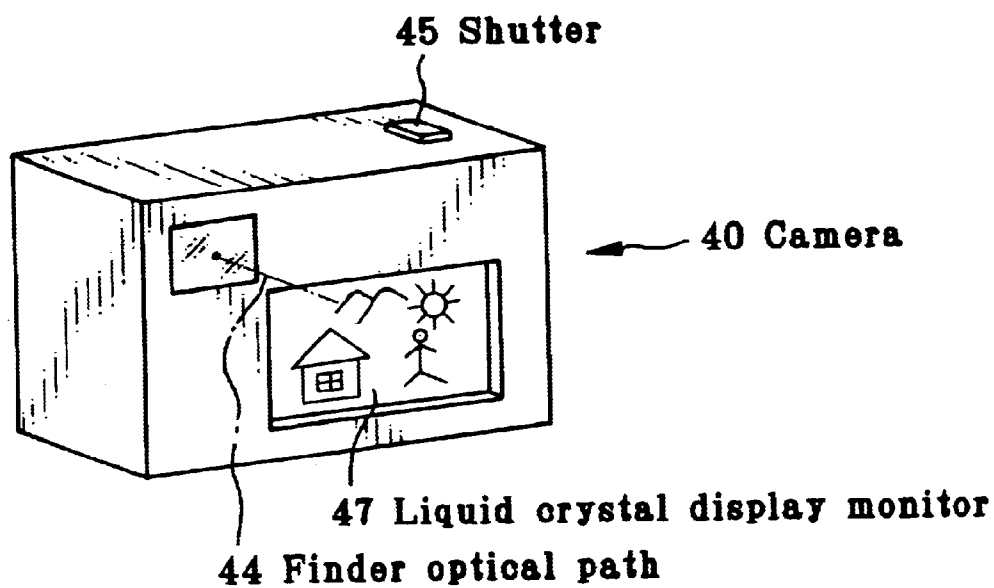 45 Shutter
40 Camera
47 Liquid crystal display monitor
44 Finder optical path